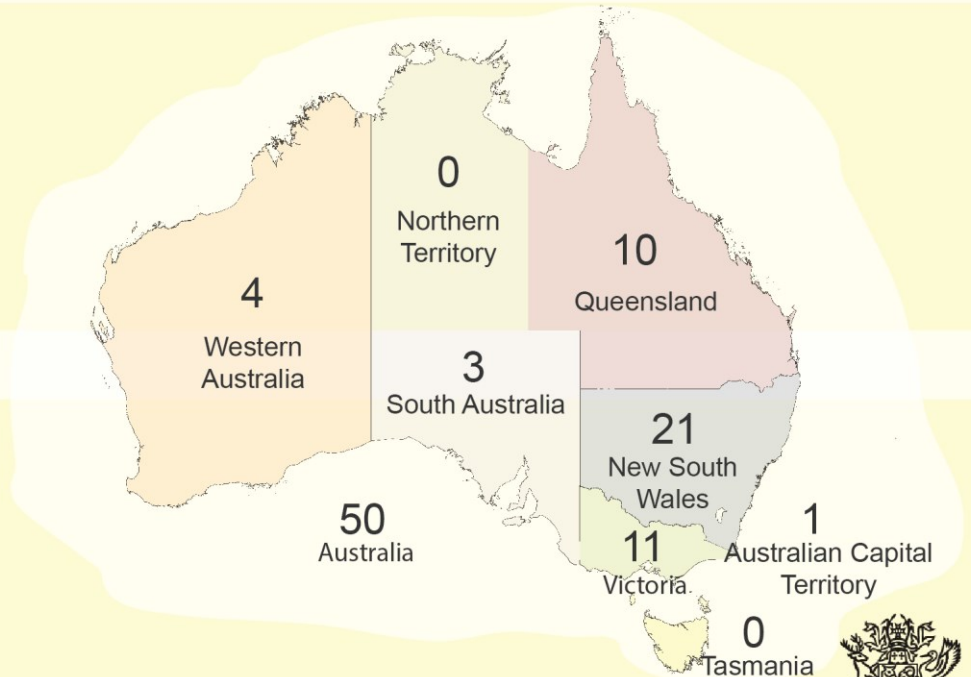 0
Northern
Territory
10
Queensland
4
Western
Australia
3
South Australia
21
New South
Wales
50
Australia
11
Victoria
1
Australian Capital
Territory
0
Tasmania